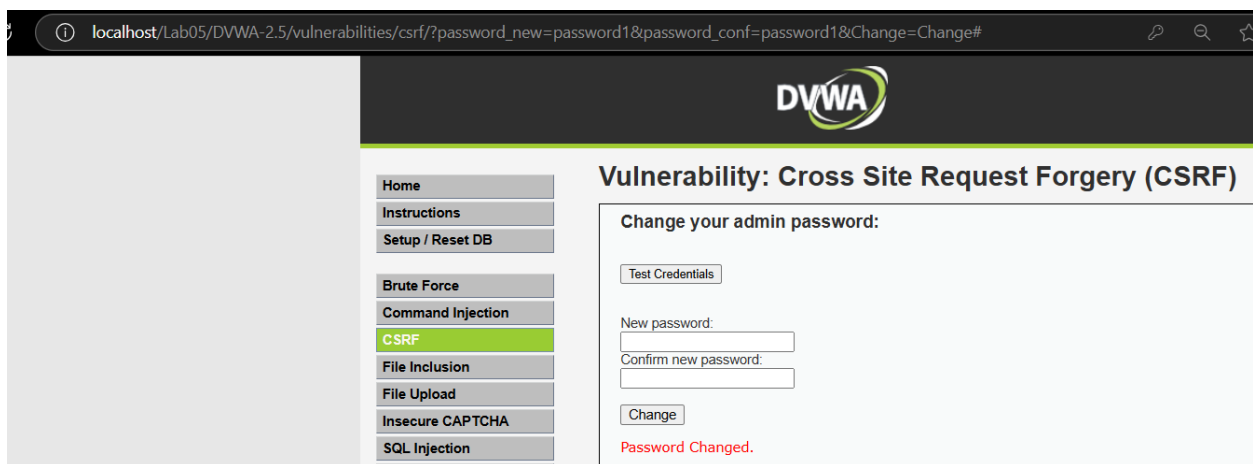 localhost/Lab05/DVWA-2.5/vulnerabilities/csrf/?password_new=password1&password_conf=password1&Change=Change#
DVWA
Vulnerability: Cross Site Request Forgery (CSRF)
Home
Instructions
Setup / Reset DB
Brute Force
Command Injection
CSRF
File Inclusion
File Upload
Insecure CAPTCHA
SQL Injection
Change your admin password:
Test Credentials
New password:
Confirm new password:
Change
Password Changed.